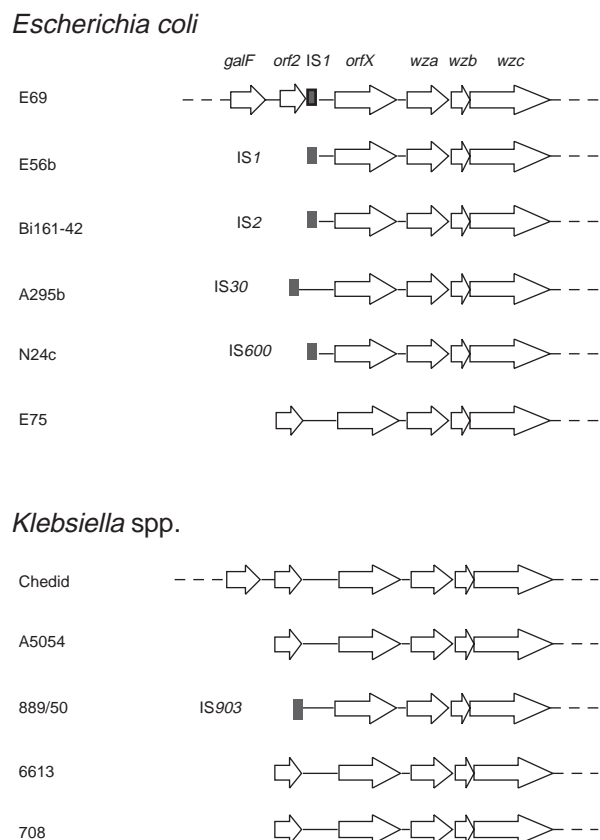 Escherichia coli
galF orf2 IS1 orfX wza wzb wzc
E69
E56b IS1
Bi161-42 IS2
A295b IS30
N24c IS600
E75
Klebsiella spp.
Chedid
A5054
889/50 IS903
6613
708